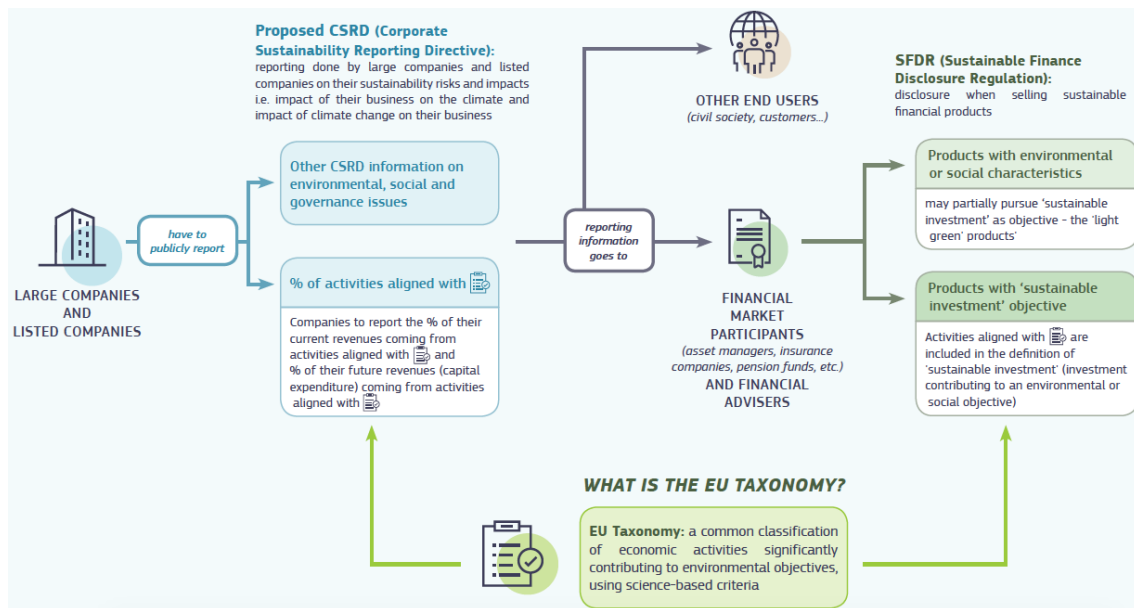 Proposed CSRD (Corporate
Sustainability Reporting Directive):
reporting done by large companies and listed
companies on their sustainability risks and impacts
i.e. impact of their business on the climate and
impact of climate change on their business
Other CSRD information on
environmental, social and
governance issues
have to
publicly report
LARGE COMPANIES
AND
LISTED COMPANIES
% of activities aligned with
Companies to report the % of their
current revenues coming from
activities aligned with and
% of their future revenues (capital
expenditure) coming from activities
aligned with
reporting
information
goes to
OTHER END USERS
(civil society, customers...)
FINANCIAL
MARKET
PARTICIPANTS
(asset managers, insurance
companies, pension funds, etc.)
AND FINANCIAL
ADVISERS
SFDR (Sustainable Finance
Disclosure Regulation):
disclosure when selling sustainable
financial products
Products with environmental
or social characteristics
may partially pursue ‘sustainable
investment’ as objective - the ‘light
green’ products’
Products with ‘sustainable
investment’ objective
Activities aligned with are
included in the definition of
‘sustainable investment’ (investment
contributing to an environmental or
social objective)
WHAT IS THE EU TAXONOMY?
EU Taxonomy: a common classification
of economic activities significantly
contributing to environmental objectives,
using science-based criteria